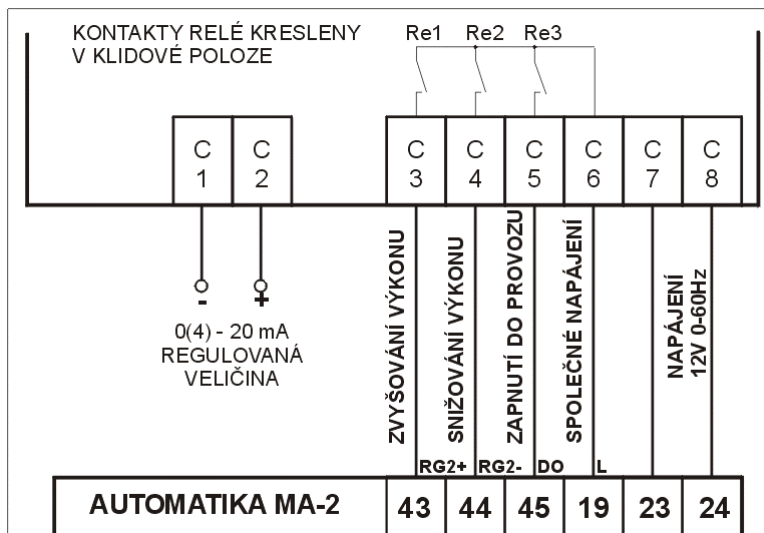 KONTAKTY RELÉ KRESLENY
V KLIDOVÉ POLOZE
Re1 Re2 Re3
C 1
C 2
C 3
C 4
C 5
C 6
C 7
C 8
-
+
0(4) - 20 mA
REGULOVANÁ
VELIČINA
ZVYŠOVÁNÍ VÝKONU
SNIŽOVÁNÍ VÝKONU
ZAPNUTÍ DO PROVOZU
SPOLEČNÉ NAPÁJENÍ
NAPÁJENÍ
12V 0-60Hz
RG2+ RG2- DO L
AUTOMATIKA MA-2 43 44 45 19 23 24